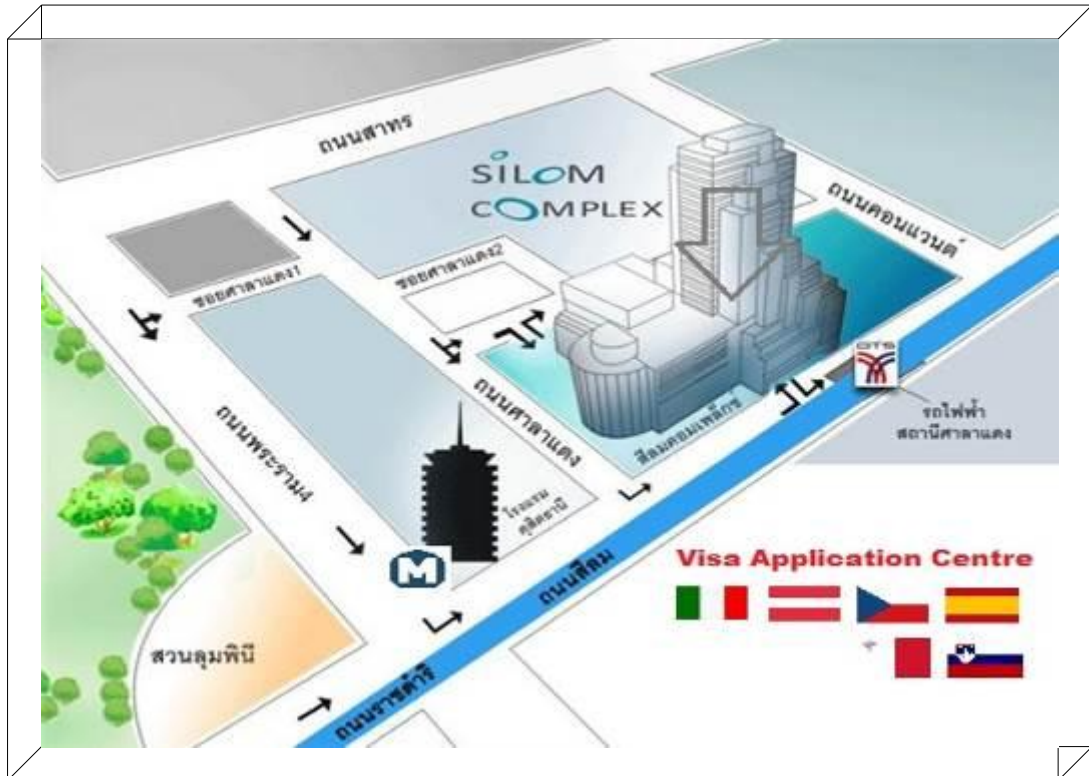 ถนนสาทร
SILOM
COMPLEX
ถนนคอนแวนต์
ซอยศาลาแดง1
ซอยศาลาแดง2
BTS
รถไฟฟ้า
สถานีศาลาแดง
ถนนศาลาแดง
สีลมคอมเพล็กซ
ถนนพระราม4
โรงแรม
ดุสิตธานี
M
ถนนสีลม
Visa Application Centre
สวนลุมพินี
ถนนราชดำริ